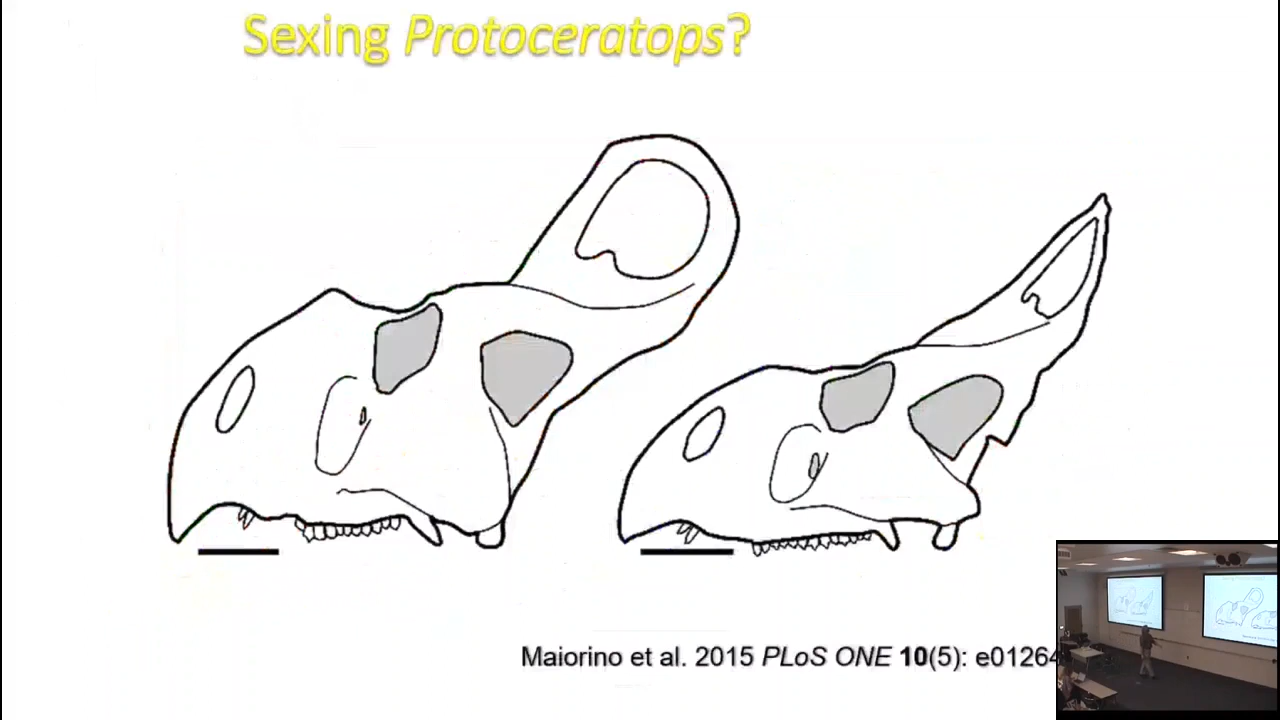 Sexing Protoceratops?
Maiorino et al. 2015 PLoS ONE 10(5): e01264